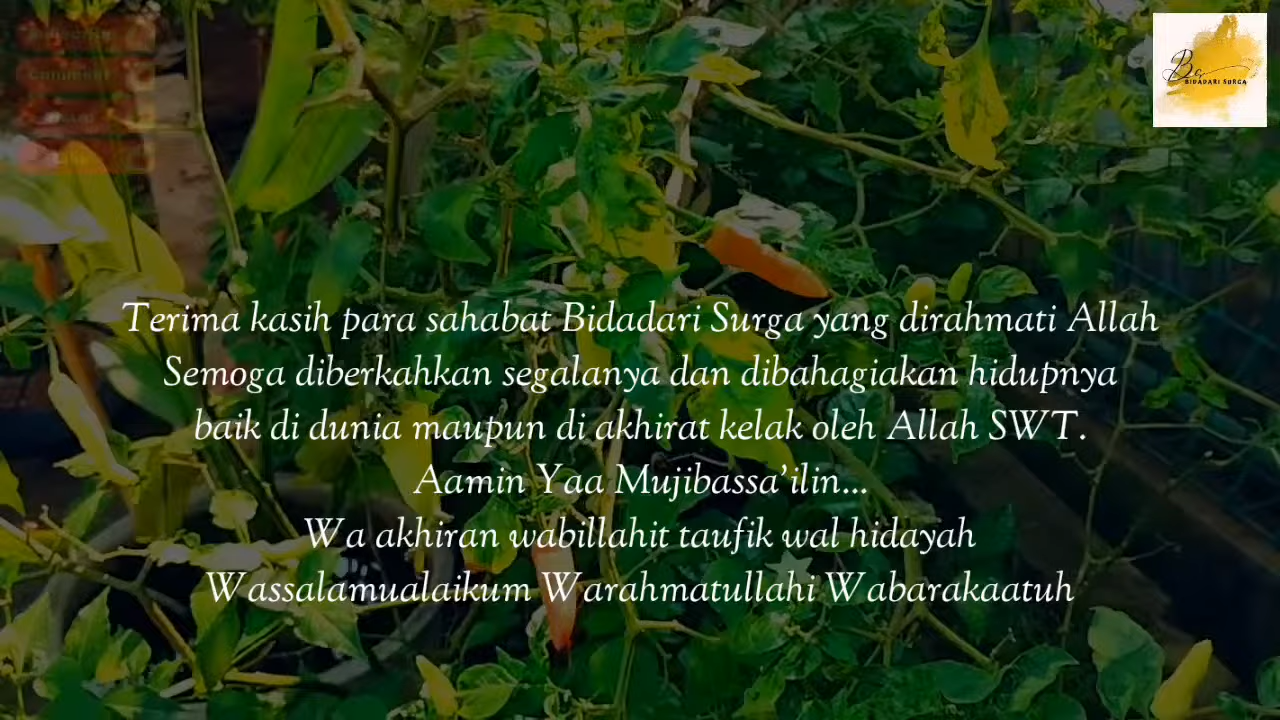 Comment
Bs
BIDADARI SURGA
Terima kasih para sahabat Bidadari Surga yang dirahmati Allah
Semoga diberkahkan segalanya dan dibahagiakan hidupnya
baik di dunia maupun di akhirat kelak oleh Allah SWT.
Aamin Yaa Mujibassa'ilin...
Wa akhiran wabillahit taufik wal hidayah
Wassalamualaikum Warahmatullahi Wabarakaatuh